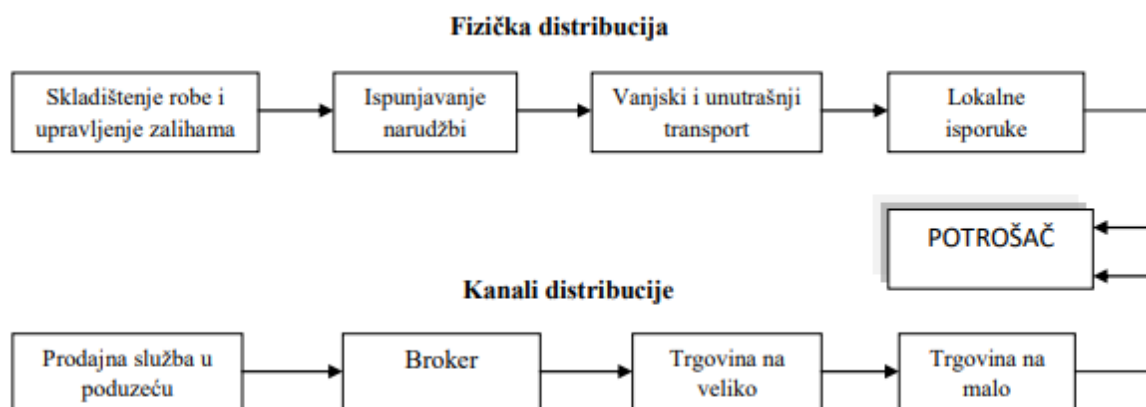 Fizička distribucija
Skladištenje robe i
upravljenje zalihama
Ispunjavanje
narudžbi
Vanjski i unutrašnji
transport
Lokalne
isporuke
POTROŠAČ
Kanali distribucije
Prodajna služba u
poduzeću
Broker
Trgovina na
veliko
Trgovina na
malo